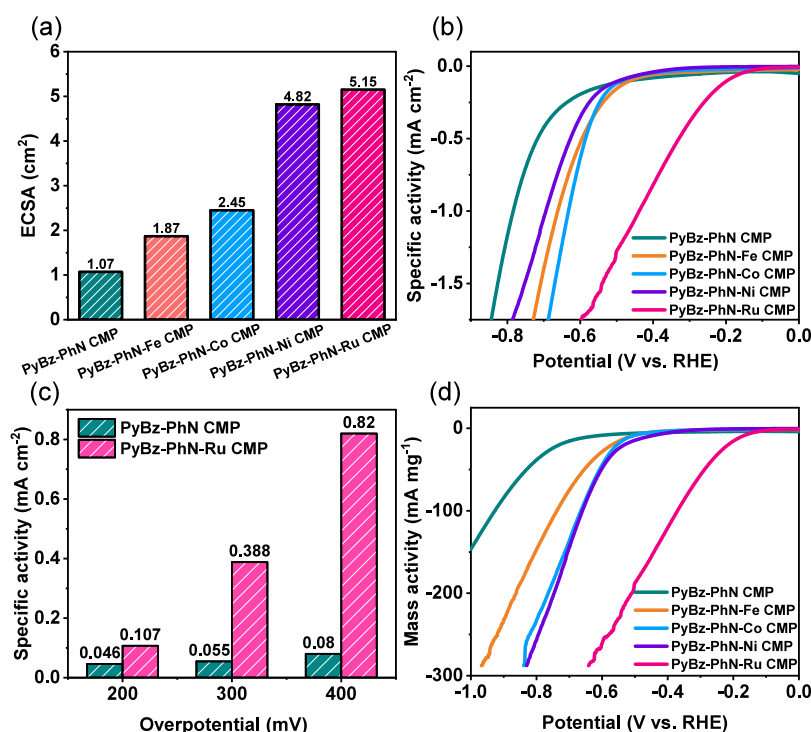 (a)
ECSA (cm²)
6
5
4
3
2
1
0
1.07
1.87
2.45
4.82
5.15
PyBz-PhN CMP
PyBz-PhN-Fe CMP
PyBz-PhN-Co CMP
PyBz-PhN-Ni CMP
PyBz-PhN-Ru CMP
(b)
Specific activity (mA cm⁻²)
0.0
-0.5
-1.0
-1.5
PyBz-PhN CMP
PyBz-PhN-Fe CMP
PyBz-PhN-Co CMP
PyBz-PhN-Ni CMP
PyBz-PhN-Ru CMP
-0.8 -0.6 -0.4 -0.2 0.0
Potential (V vs. RHE)
(c)
Specific activity (mA cm⁻²)
0.8
0.6
0.4
0.2
0.0
PyBz-PhN CMP
PyBz-PhN-Ru CMP
0.046
0.107
0.055
0.388
0.08
0.82
200 300 400
Overpotential (mV)
(d)
Mass activity (mA mg⁻¹)
0
-100
-200
-300
PyBz-PhN CMP
PyBz-PhN-Fe CMP
PyBz-PhN-Co CMP
PyBz-PhN-Ni CMP
PyBz-PhN-Ru CMP
-1.0 -0.8 -0.6 -0.4 -0.2 0.0
Potential (V vs. RHE)